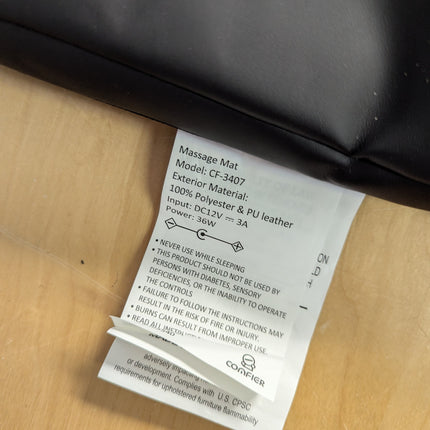 Massage Mat
Model: CF-3407
Exterior Material:
100% Polyester & PU leather
Input: DC12V ⎓ 3A
Power: 36W
• NEVER USE WHILE SLEEPING
• THIS PRODUCT SHOULD NOT BE USED BY
PERSONS WITH DIABETES, SENSORY
DEFICIENCIES, OR THE INABILITY TO OPERATE
THE CONTROLS
• FAILURE TO FOLLOW THE INSTRUCTIONS MAY
RESULT IN THE RISK OF FIRE OR INJURY.
• BURNS CAN RESULT FROM IMPROPER USE.
• READ ALL
COMFIER
adversely
or development. Complies with U.S. CPSC
requirements for upholstered furniture flammability